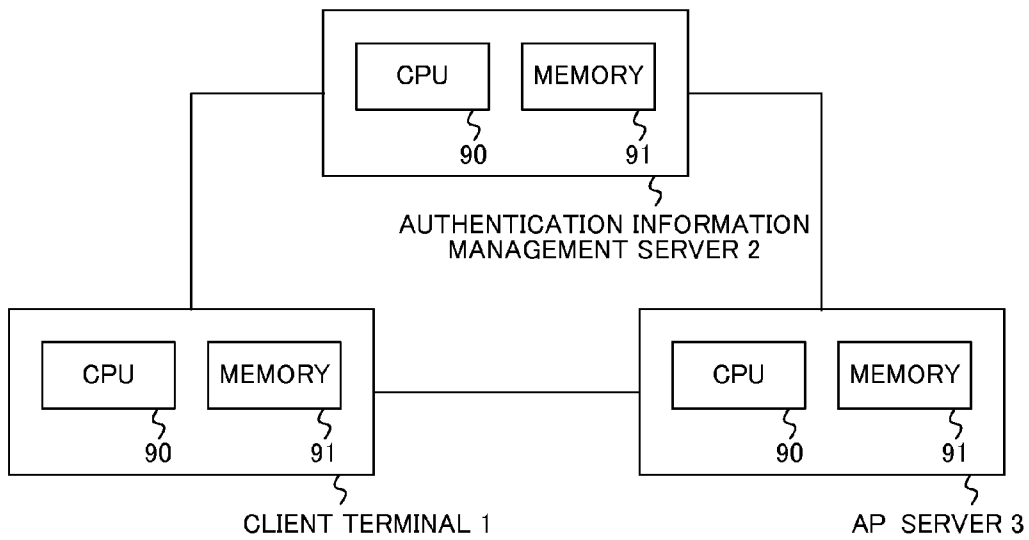 CPU
MEMORY
90
91
AUTHENTICATION INFORMATION
MANAGEMENT SERVER 2
CPU
MEMORY
90
91
CLIENT TERMINAL 1
CPU
MEMORY
90
91
AP SERVER 3